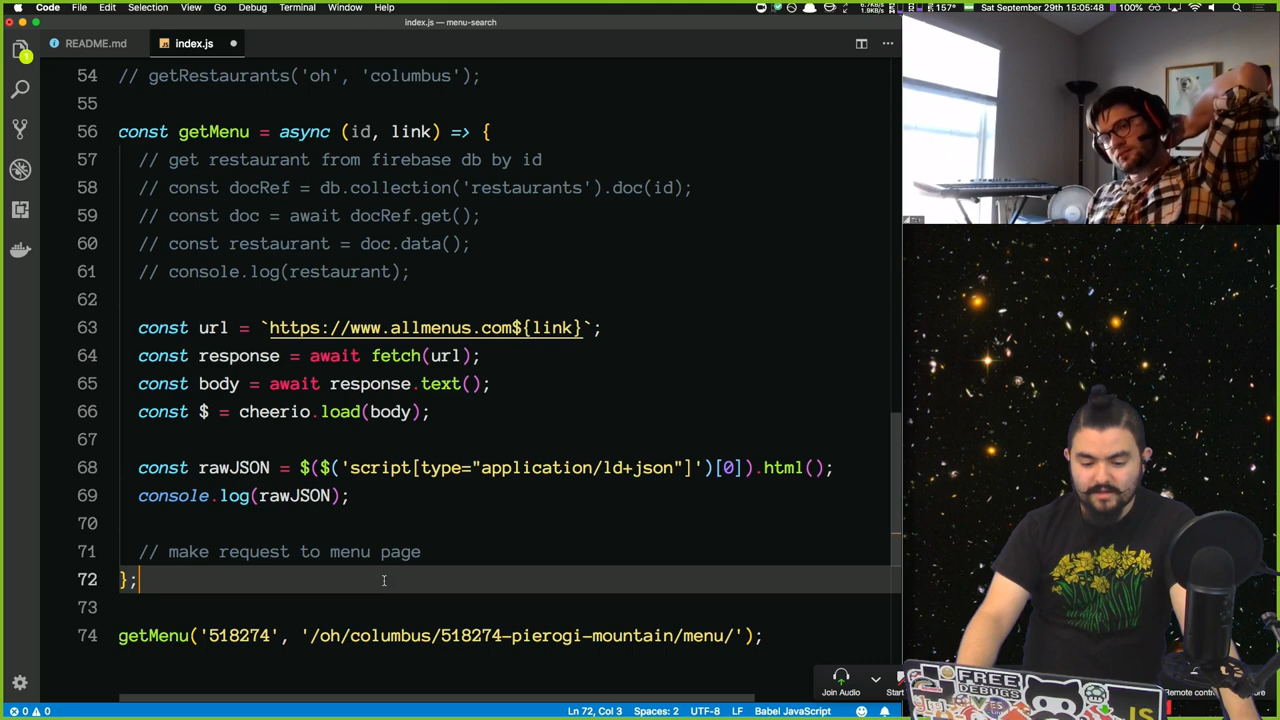 Code File Edit Selection View Go Debug Terminal Window Help 157° Sat September 29th 15:05:48 100%
index.js — menu-search
README.md index.js
54 // getRestaurants('oh', 'columbus');
55
56 const getMenu = async (id, link) => {
57 // get restaurant from firebase db by id
58 // const docRef = db.collection('restaurants').doc(id);
59 // const doc = await docRef.get();
60 // const restaurant = doc.data();
61 // console.log(restaurant);
62
63 const url = `https://www.allmenus.com${link}`;
64 const response = await fetch(url);
65 const body = await response.text();
66 const $ = cheerio.load(body);
67
68 const rawJSON = $($('script[type="application/ld+json"]')[0]).html();
69 console.log(rawJSON);
70
71 // make request to menu page
72 };
73
74 getMenu('518274', '/oh/columbus/518274-pierogi-mountain/menu/');
Join Audio Start Remote contr
FREE
DEBUGS
JS
0 0 Ln 72, Col 3 Spaces: 2 UTF-8 LF Babel JavaScript